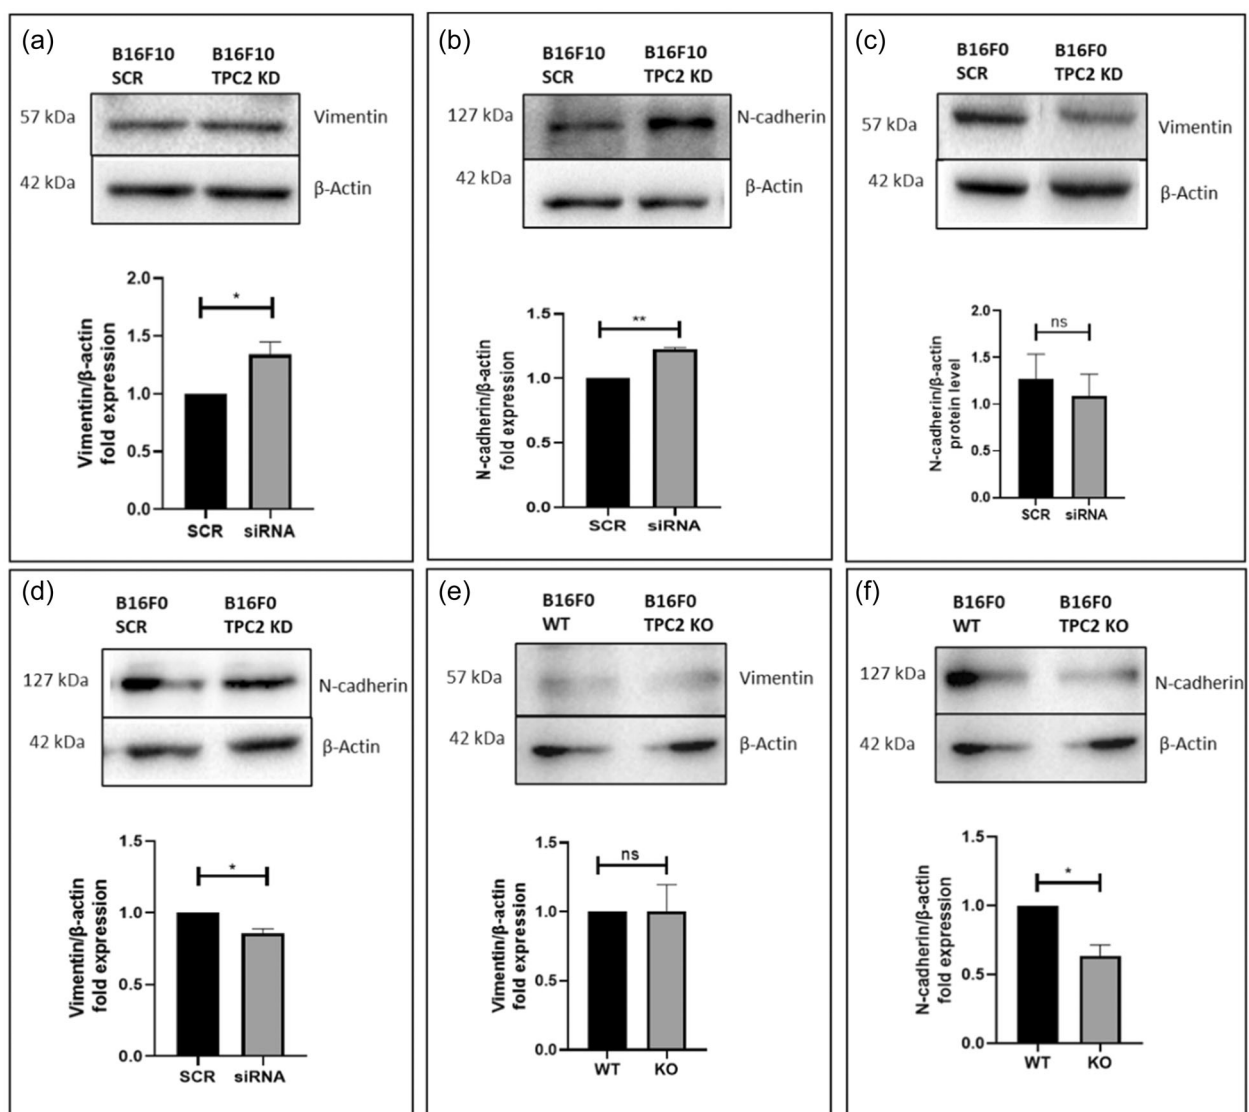 (a)
B16F10 B16F10
SCR TPC2 KD
57 kDa Vimentin
42 kDa β-Actin
Vimentin/β-actin
fold expression
2.0
1.5
1.0
0.5
0.0
*
SCR siRNA
(b)
B16F10 B16F10
SCR TPC2 KD
127 kDa N-cadherin
42 kDa β-Actin
N-cadherin/β-actin
fold expression
1.5
1.0
0.5
0.0
**
SCR siRNA
(c)
B16F0 B16F0
SCR TPC2 KD
57 kDa Vimentin
42 kDa β-Actin
N-cadherin/β-actin
protein level
2.0
1.5
1.0
0.5
0.0
ns
SCR siRNA
(d)
B16F0 B16F0
SCR TPC2 KD
127 kDa N-cadherin
42 kDa β-Actin
Vimentin/β-actin
fold expression
1.5
1.0
0.5
0.0
*
SCR siRNA
(e)
B16F0 B16F0
WT TPC2 KO
57 kDa Vimentin
42 kDa β-Actin
Vimentin/β-actin
fold expression
1.5
1.0
0.5
0.0
ns
WT KO
(f)
B16F0 B16F0
WT TPC2 KO
127 kDa N-cadherin
42 kDa β-Actin
N-cadherin/β-actin
fold expression
1.5
1.0
0.5
0.0
*
WT KO